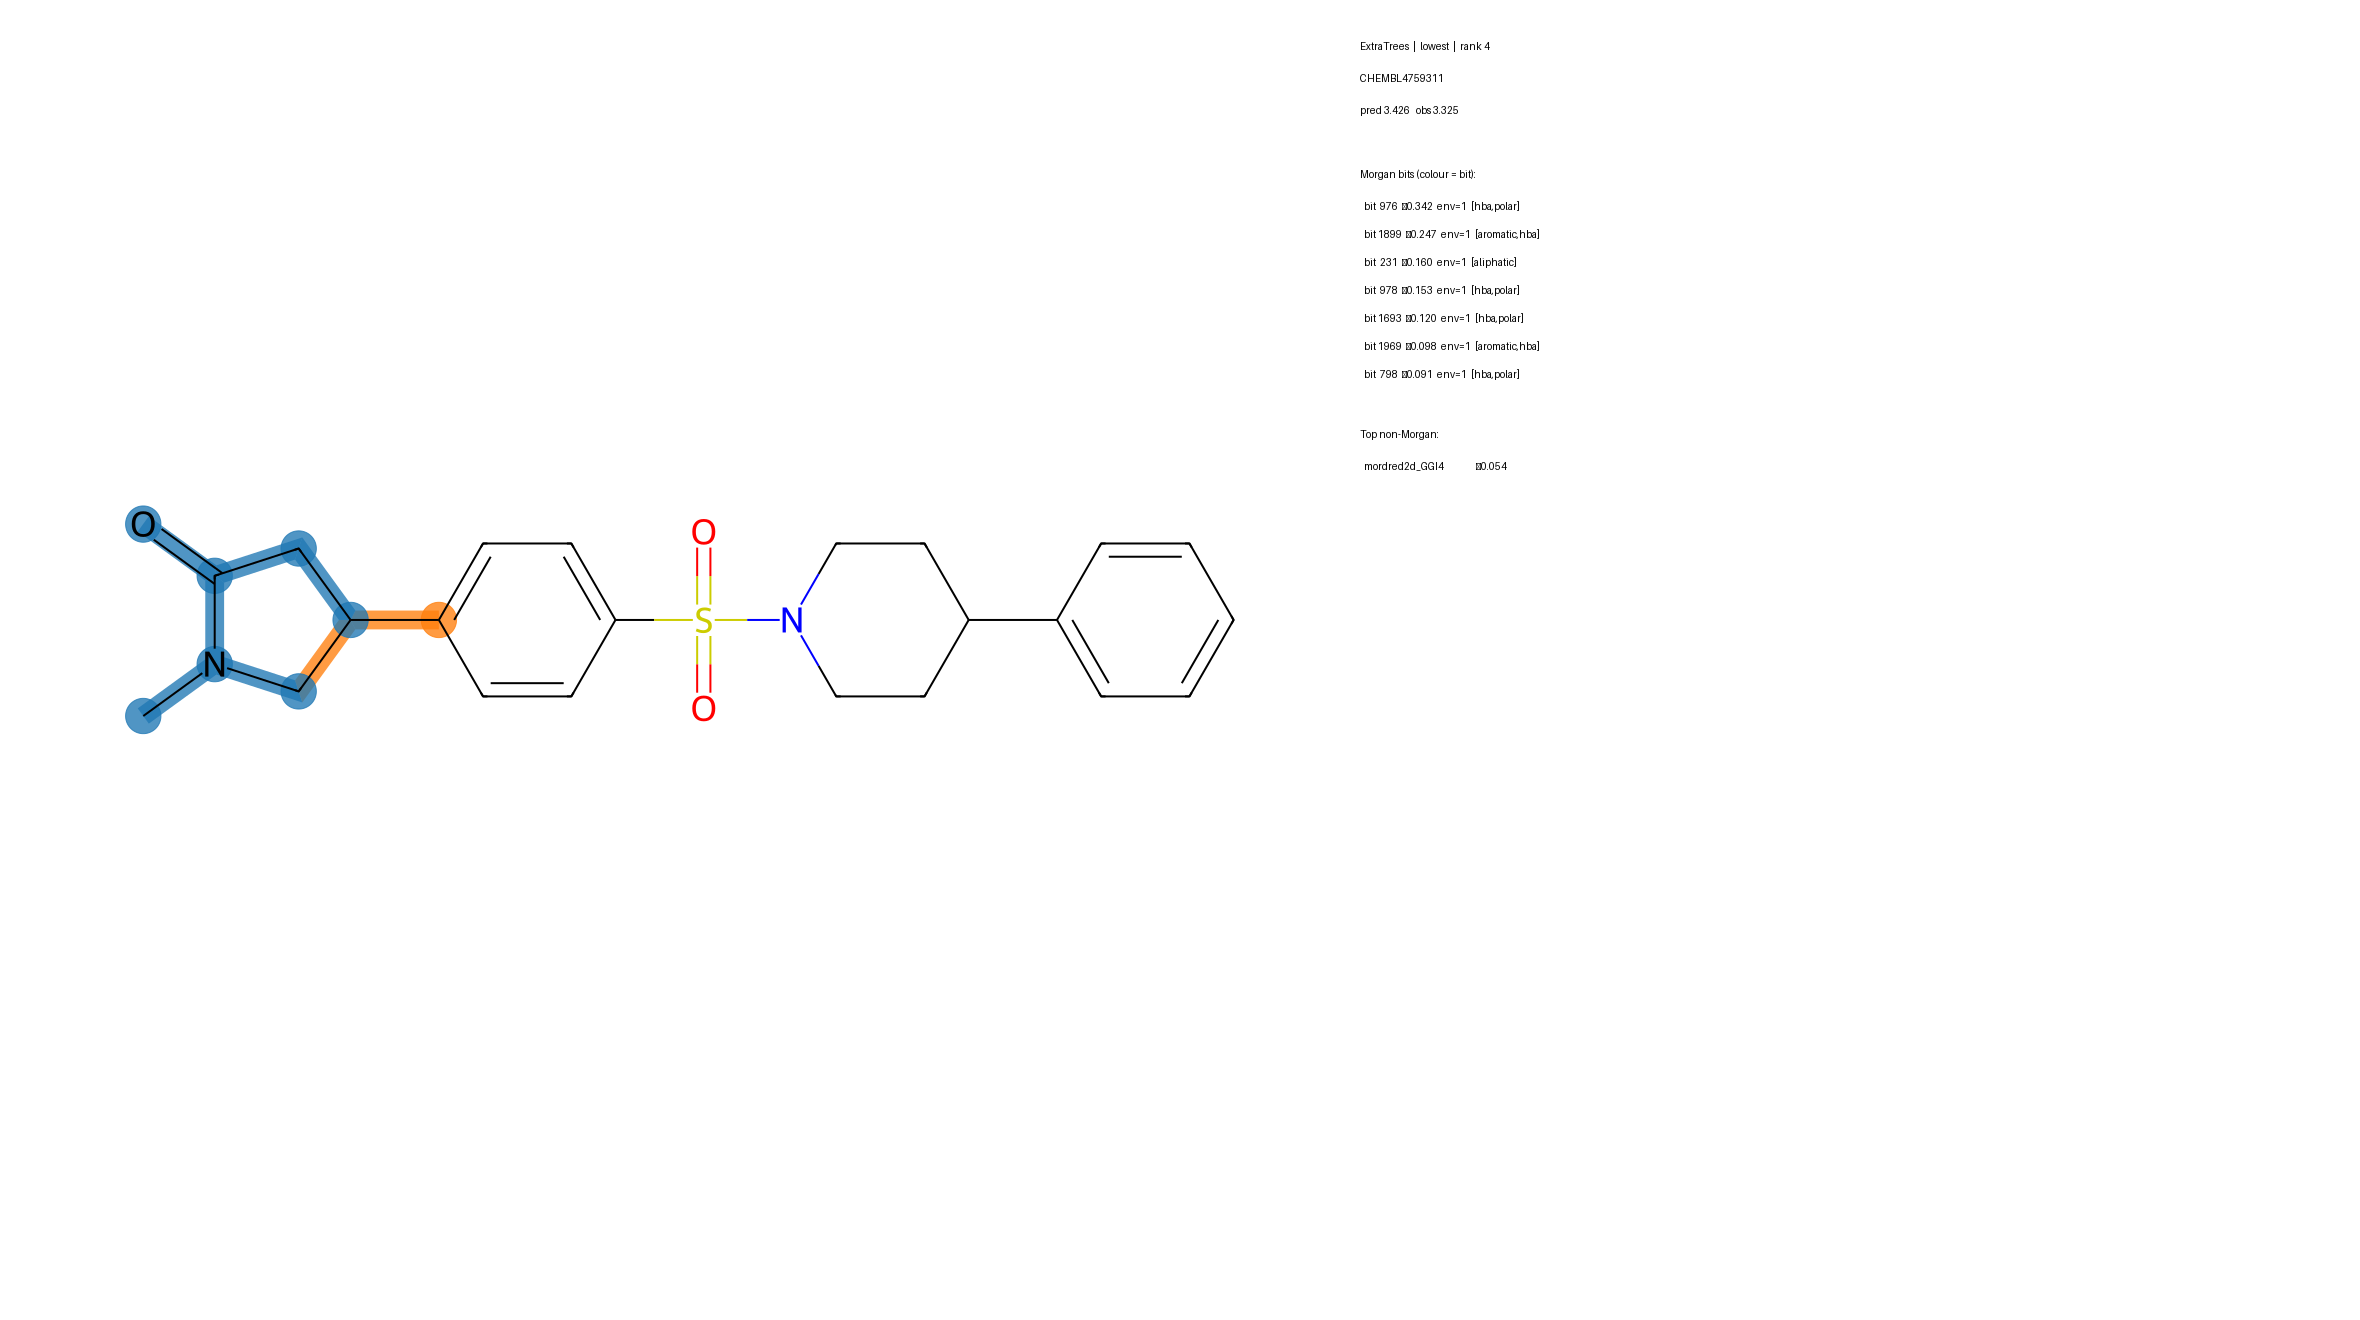 ExtraTrees | lowest | rank 4
CHEMBL4759311
pred 3.426 obs 3.325
Morgan bits (colour = bit):
bit 976 ▯0.342 env=1 [hba,polar]
bit 1899 ▯0.247 env=1 [aromatic,hba]
bit 231 ▯0.160 env=1 [aliphatic]
bit 978 ▯0.153 env=1 [hba,polar]
bit 1693 ▯0.120 env=1 [hba,polar]
bit 1969 ▯0.098 env=1 [aromatic,hba]
bit 798 ▯0.091 env=1 [hba,polar]
Top non-Morgan:
mordred2d_GGI4 ▯0.054
O
O
S
N
N
O